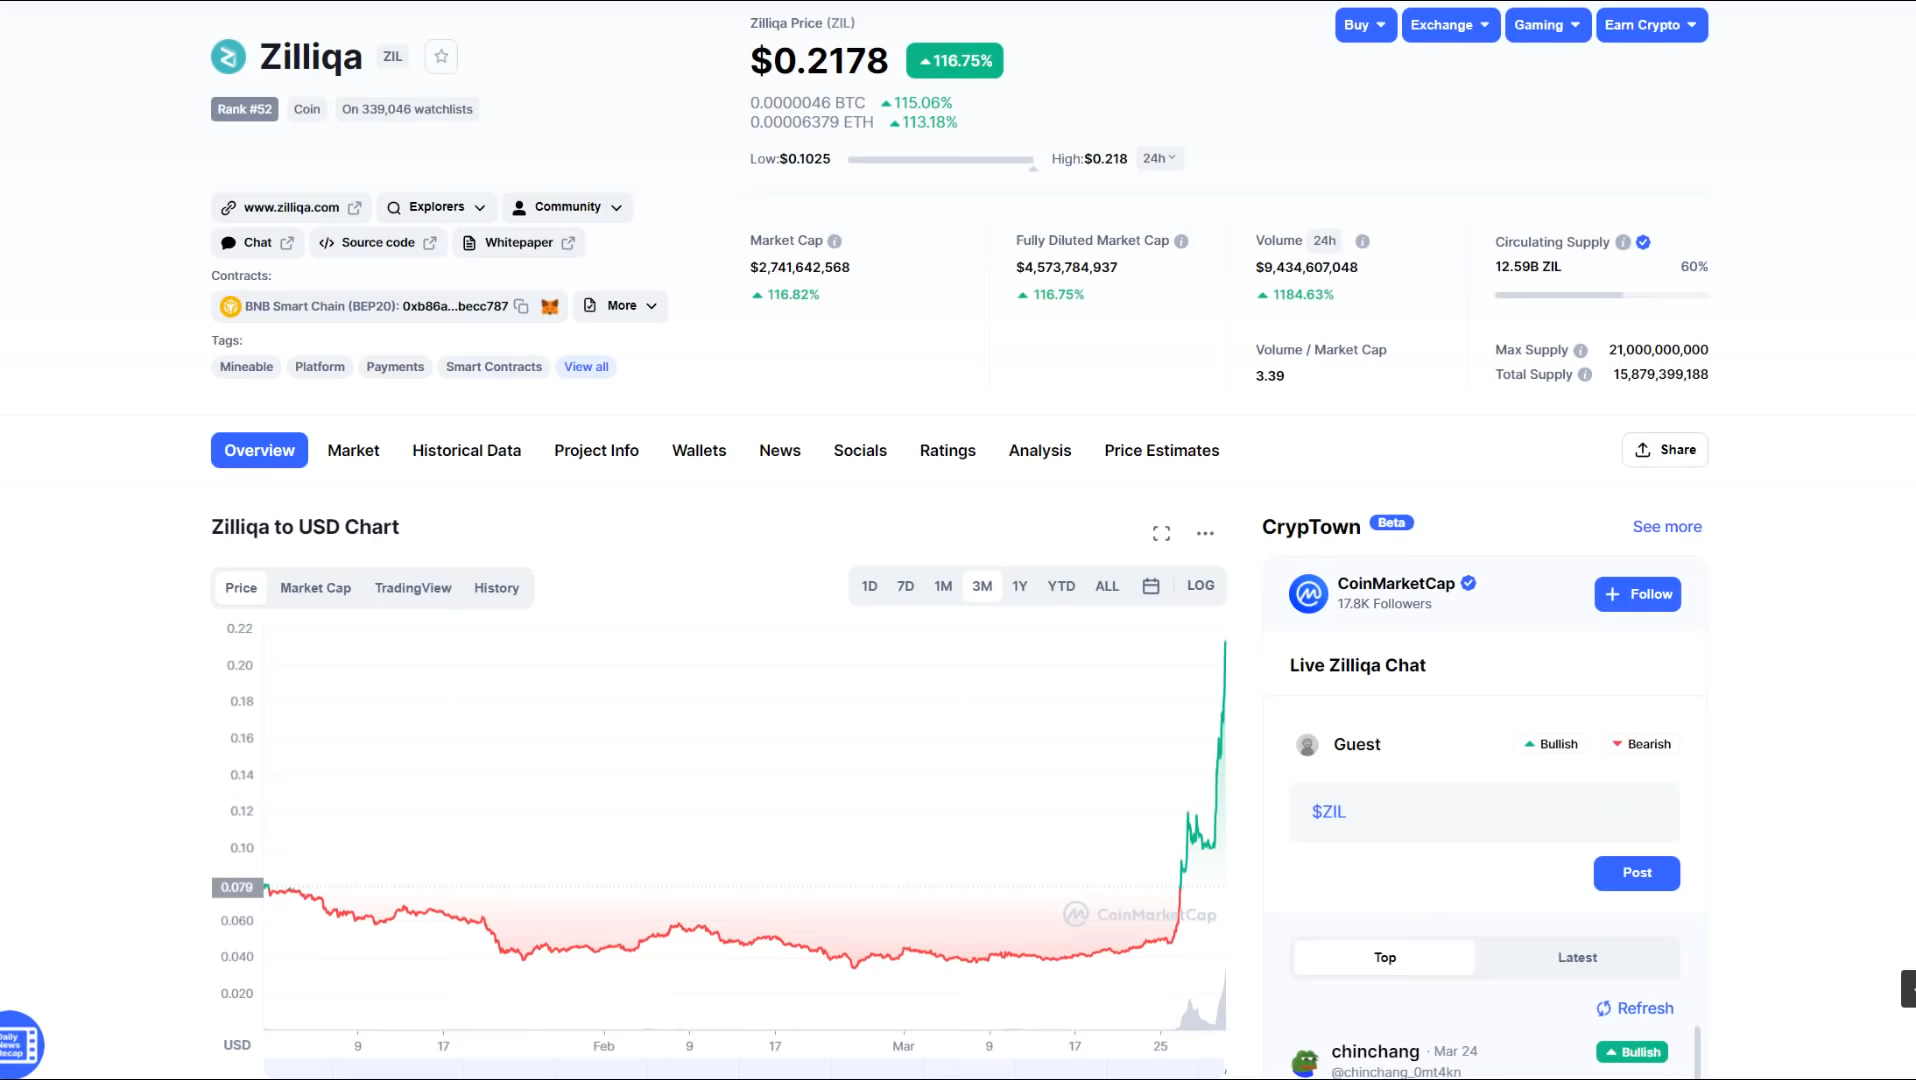 Zilliqa ZIL
Rank #52 Coin On 339,046 watchlists
Zilliqa Price (ZIL)
$0.2178 116.75%
0.0000046 BTC 115.06%
0.00006379 ETH 113.18%
Low:$0.1025 High:$0.218 24h
Buy Exchange Gaming Earn Crypto
www.zilliqa.com Explorers Community
Chat Source code Whitepaper
Contracts:
BNB Smart Chain (BEP20): 0xb86a...becc787 More
Tags:
Mineable Platform Payments Smart Contracts View all
Market Cap
$2,741,642,568
116.82%
Fully Diluted Market Cap
$4,573,784,937
116.75%
Volume 24h
$9,434,607,048
1184.63%
Volume / Market Cap
3.39
Circulating Supply
12.59B ZIL 60%
Max Supply 21,000,000,000
Total Supply 15,879,399,188
Overview Market Historical Data Project Info Wallets News Socials Ratings Analysis Price Estimates Share
Zilliqa to USD Chart
Price Market Cap TradingView History
1D 7D 1M 3M 1Y YTD ALL LOG
0.22
0.20
0.18
0.16
0.14
0.12
0.10
0.079
0.060
0.040
0.020
CoinMarketCap
USD 9 17 Feb 9 17 Mar 9 17 25
CrypTown Beta See more
CoinMarketCap
17.8K Followers
Follow
Live Zilliqa Chat
Guest Bullish Bearish
$ZIL
Post
Top Latest
Refresh
chinchang · Mar 24 Bullish
@chinchang_0mt4kn
Daily
News
Recap